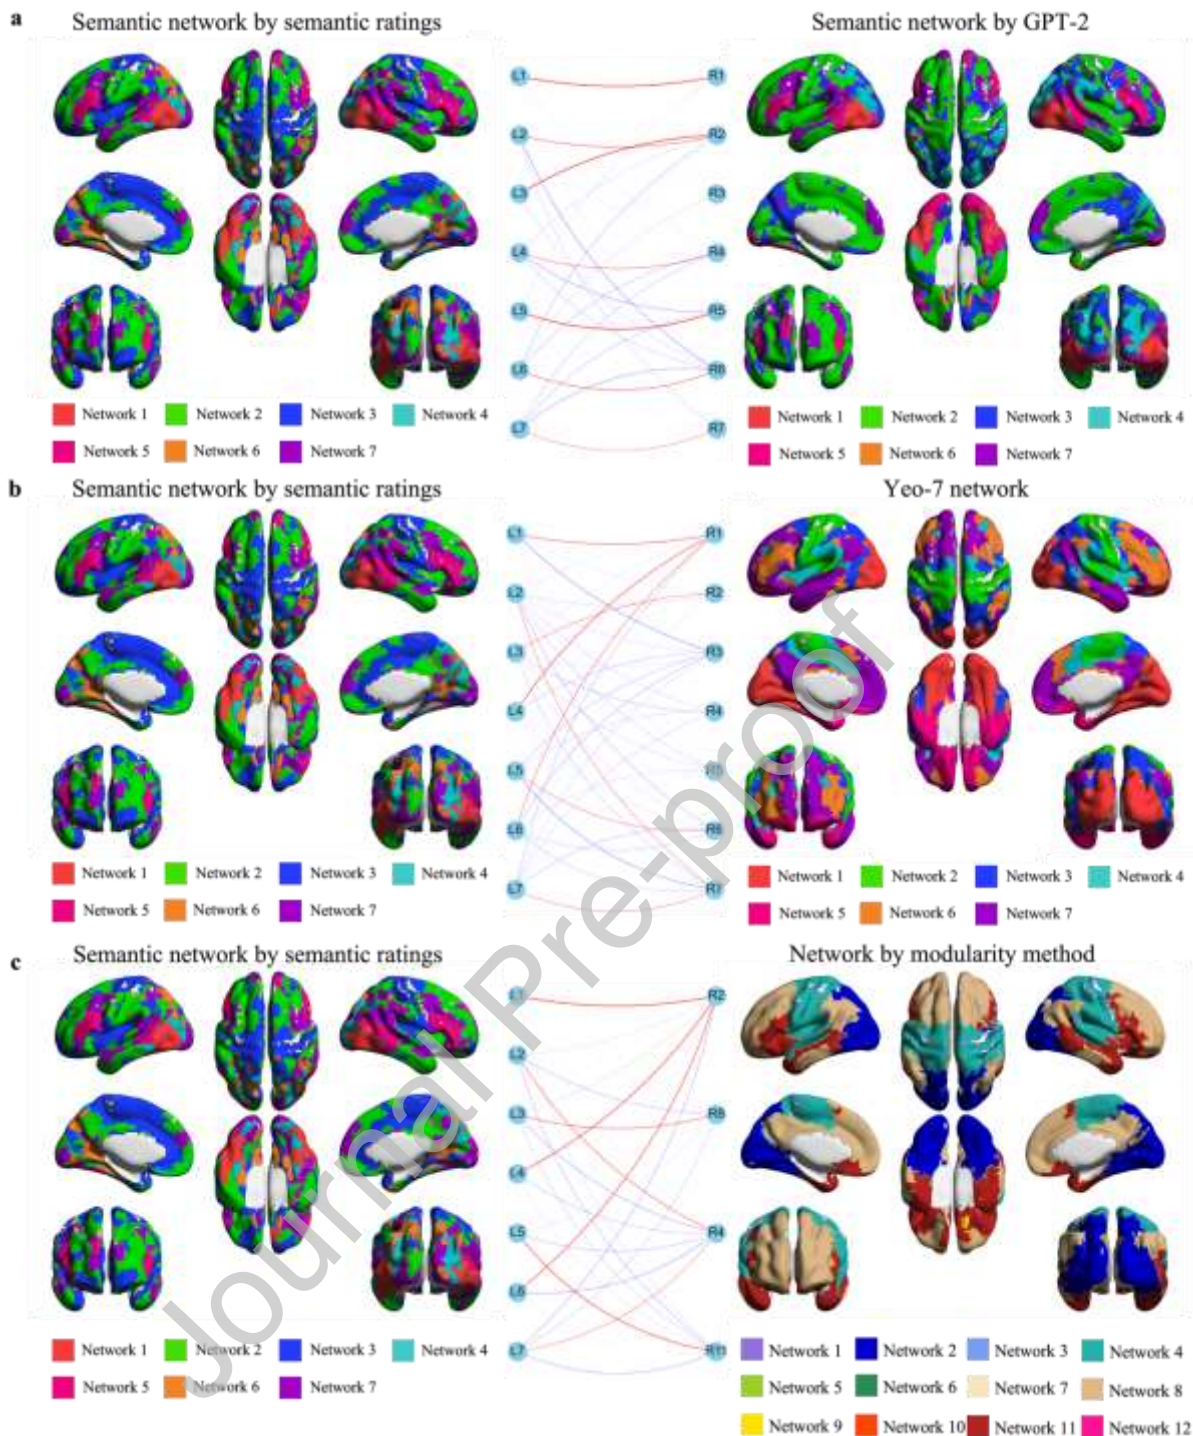 a Semantic network by semantic ratings Semantic network by GPT-2
L1 R1
L2 R2
L3 R3
L4 R4
L5 R5
L6 R6
L7 R7
Network 1 Network 2 Network 3 Network 4 Network 1 Network 2 Network 3 Network 4
Network 5 Network 6 Network 7 Network 5 Network 6 Network 7
b Semantic network by semantic ratings Yeo-7 network
L1 R1
L2 R2
L3 R3
L4 R4
L5 R5
L6 R6
L7 R7
Network 1 Network 2 Network 3 Network 4 Network 1 Network 2 Network 3 Network 4
Network 5 Network 6 Network 7 Network 5 Network 6 Network 7
c Semantic network by semantic ratings Network by modularity method
L1 R2
L2
L3 R8
L4
L5 R4
L6
L7 R11
Network 1 Network 2 Network 3 Network 4 Network 1 Network 2 Network 3 Network 4
Network 5 Network 6 Network 7 Network 5 Network 6 Network 7 Network 8
Network 9 Network 10 Network 11 Network 12
Journal Pre-proof